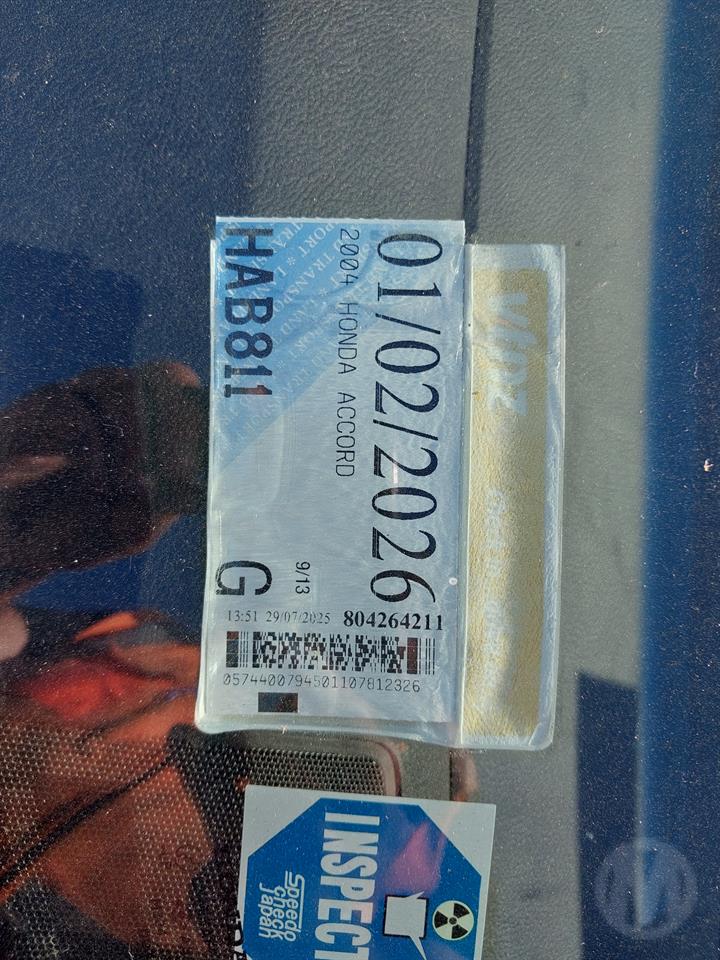 01/02/2026
2004 HONDA ACCORD
HAB811
9/13
G
13:51 29/07/2025 804264211
0574400794501107812326
INSPECT
Speedo
check
Japan